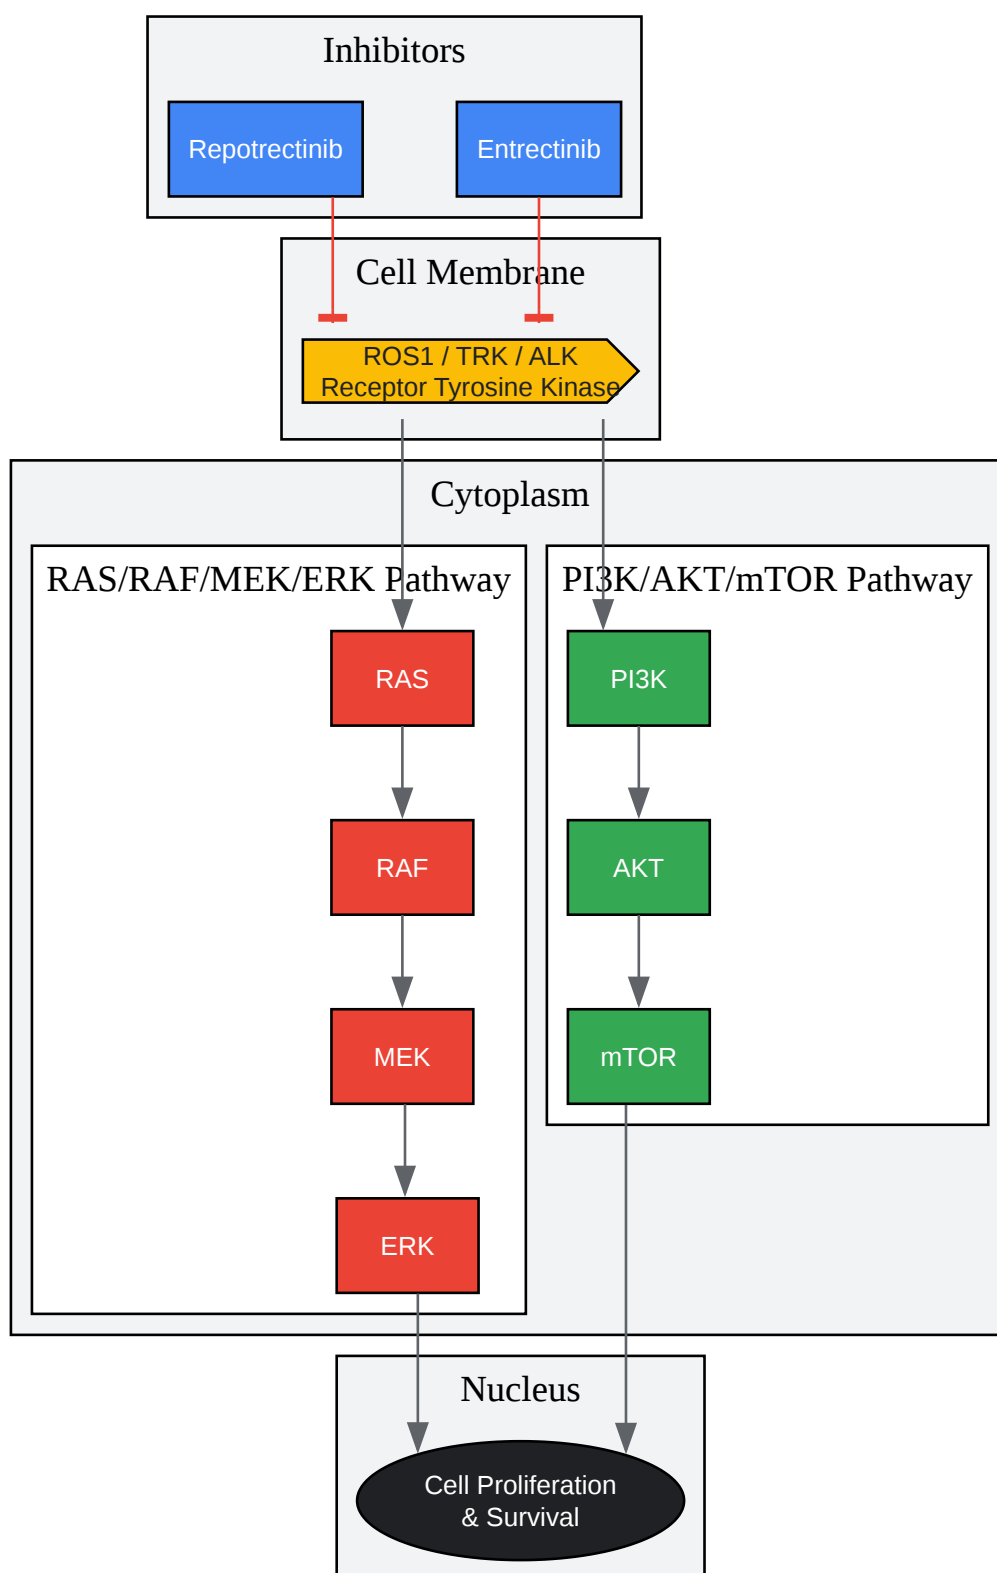 Inhibitors
Repotrectinib
Entrectinib
Cell Membrane
ROS1 / TRK / ALK
Receptor Tyrosine Kinase
Cytoplasm
RAS/RAF/MEK/ERK Pathway
PI3K/AKT/mTOR Pathway
RAS
PI3K
RAF
AKT
MEK
mTOR
ERK
Nucleus
Cell Proliferation
& Survival